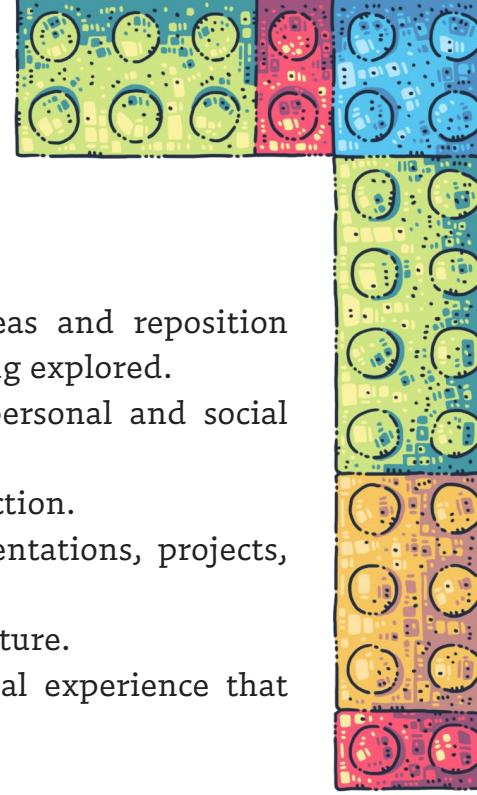 eas and reposition
g explored.
ersonal and social
ction.
entations, projects,
ture.
al experience that